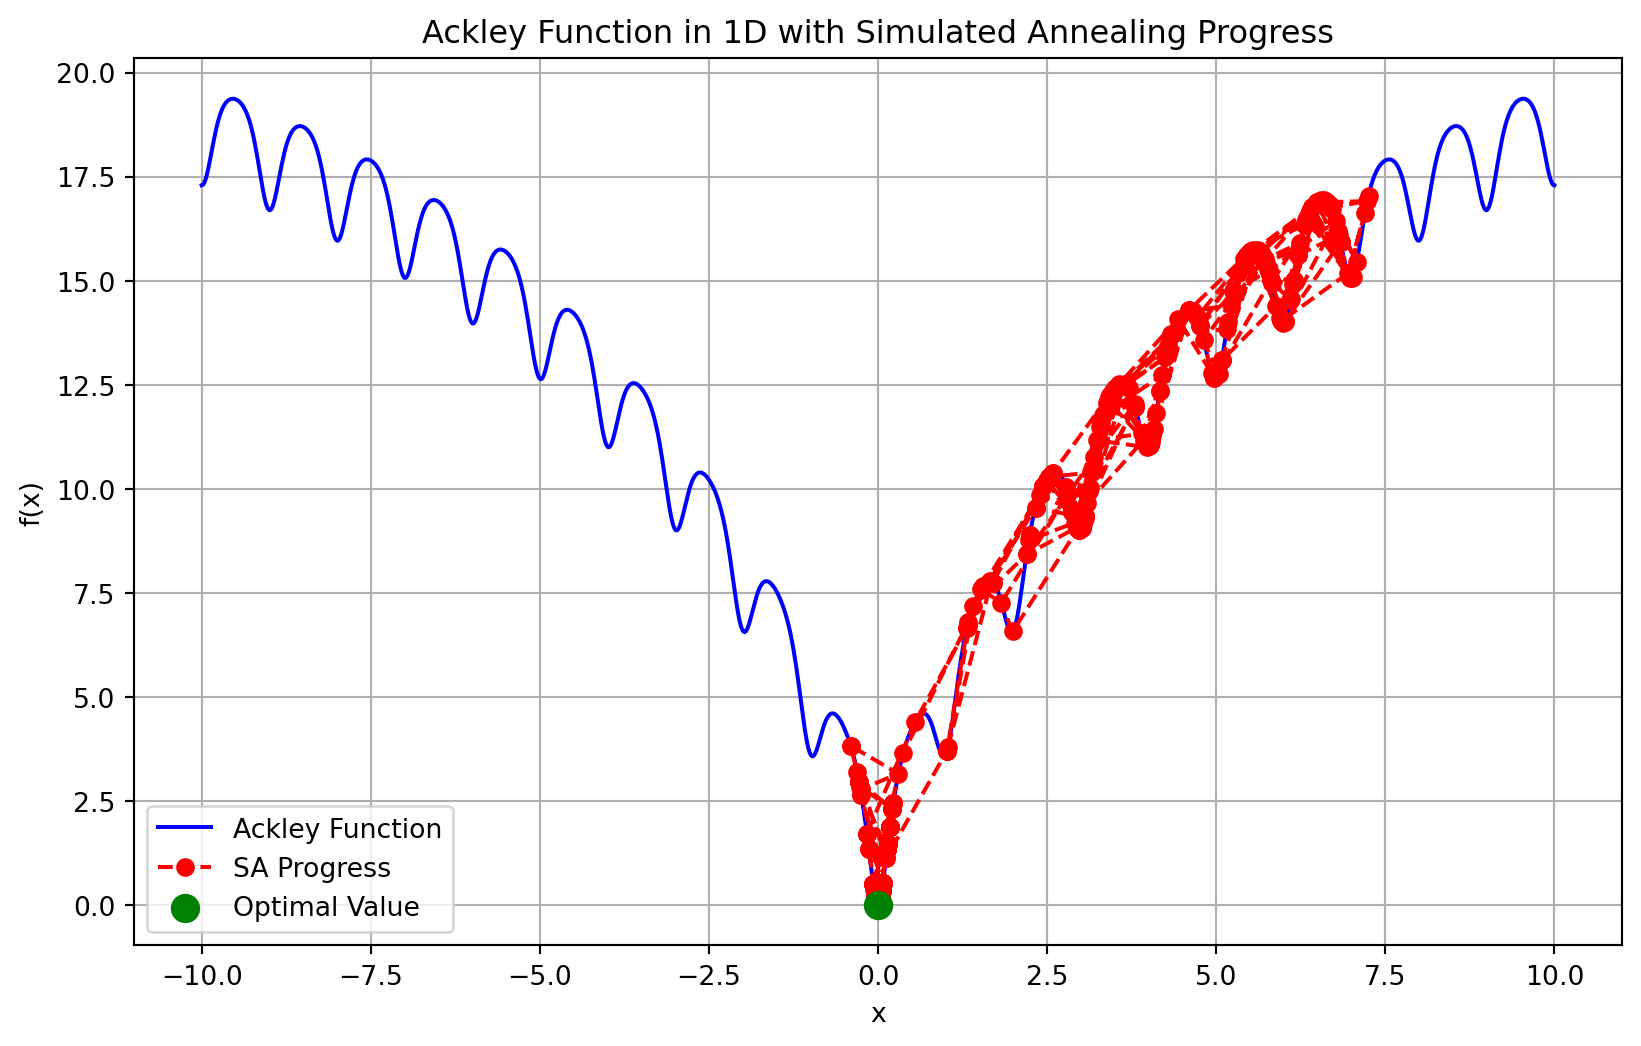 Ackley Function in 1D with Simulated Annealing Progress
20.0
17.5
15.0
12.5
10.0
7.5
5.0
2.5
0.0
f(x)
Ackley Function
SA Progress
Optimal Value
−10.0 −7.5 −5.0 −2.5 0.0 2.5 5.0 7.5 10.0
x